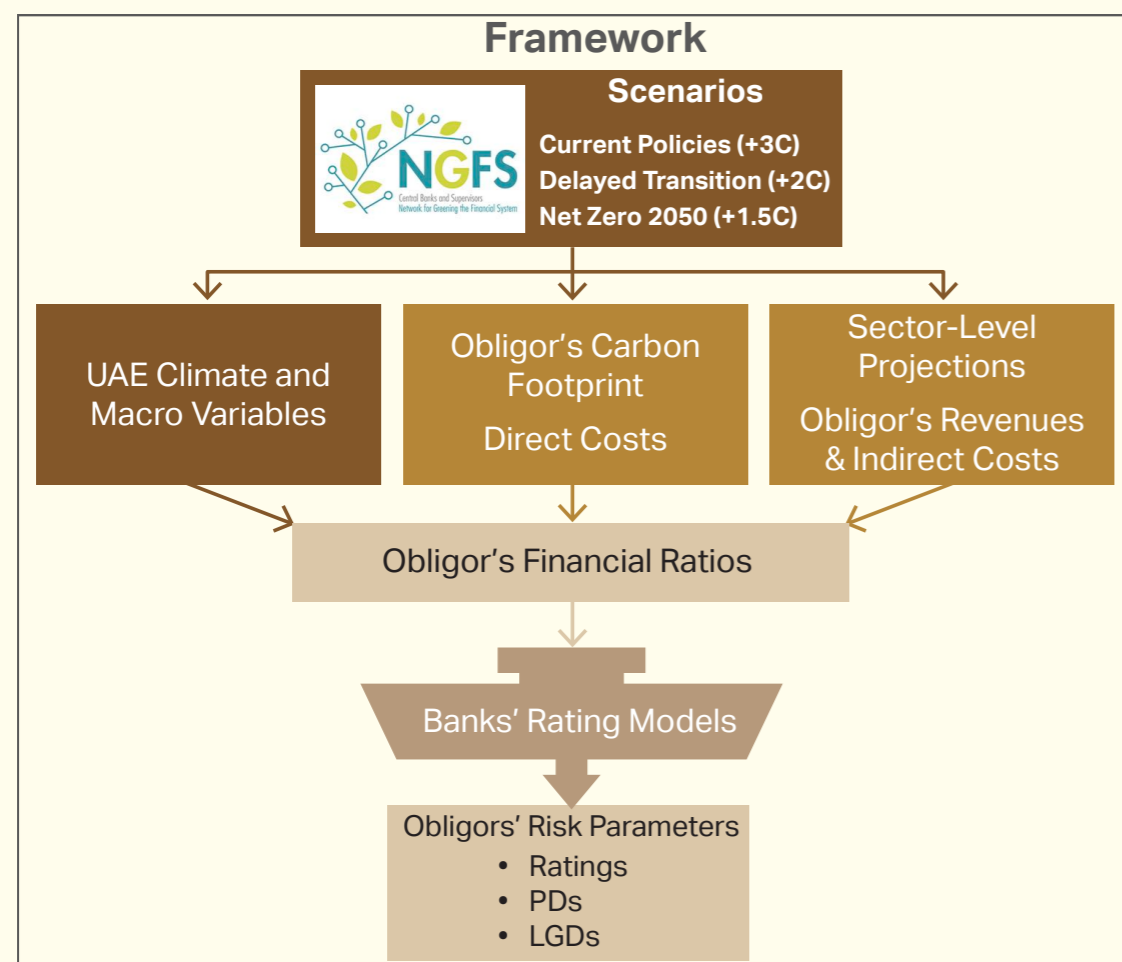 Framework
Scenarios
Current Policies (+3C)
Delayed Transition (+2C)
Net Zero 2050 (+1.5C)
NGFS
Central Banks and Supervisors
Network for Greening the Financial System
UAE Climate and
Macro Variables
Obligor’s Carbon
Footprint
Direct Costs
Sector-Level
Projections
Obligor’s Revenues
& Indirect Costs
Obligor’s Financial Ratios
Banks’ Rating Models
Obligors’ Risk Parameters
• Ratings
• PDs
• LGDs